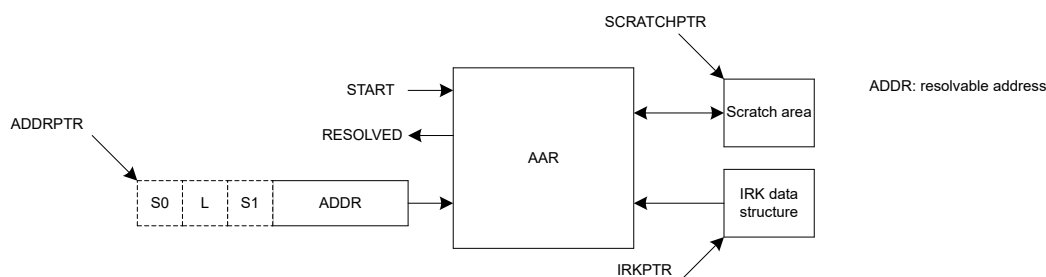 SCRATCHPTR
ADDR: resolvable address
START
Scratch area
ADDRPTR
RESOLVED
AAR
S0 L S1 ADDR
IRK data
structure
IRKPTR